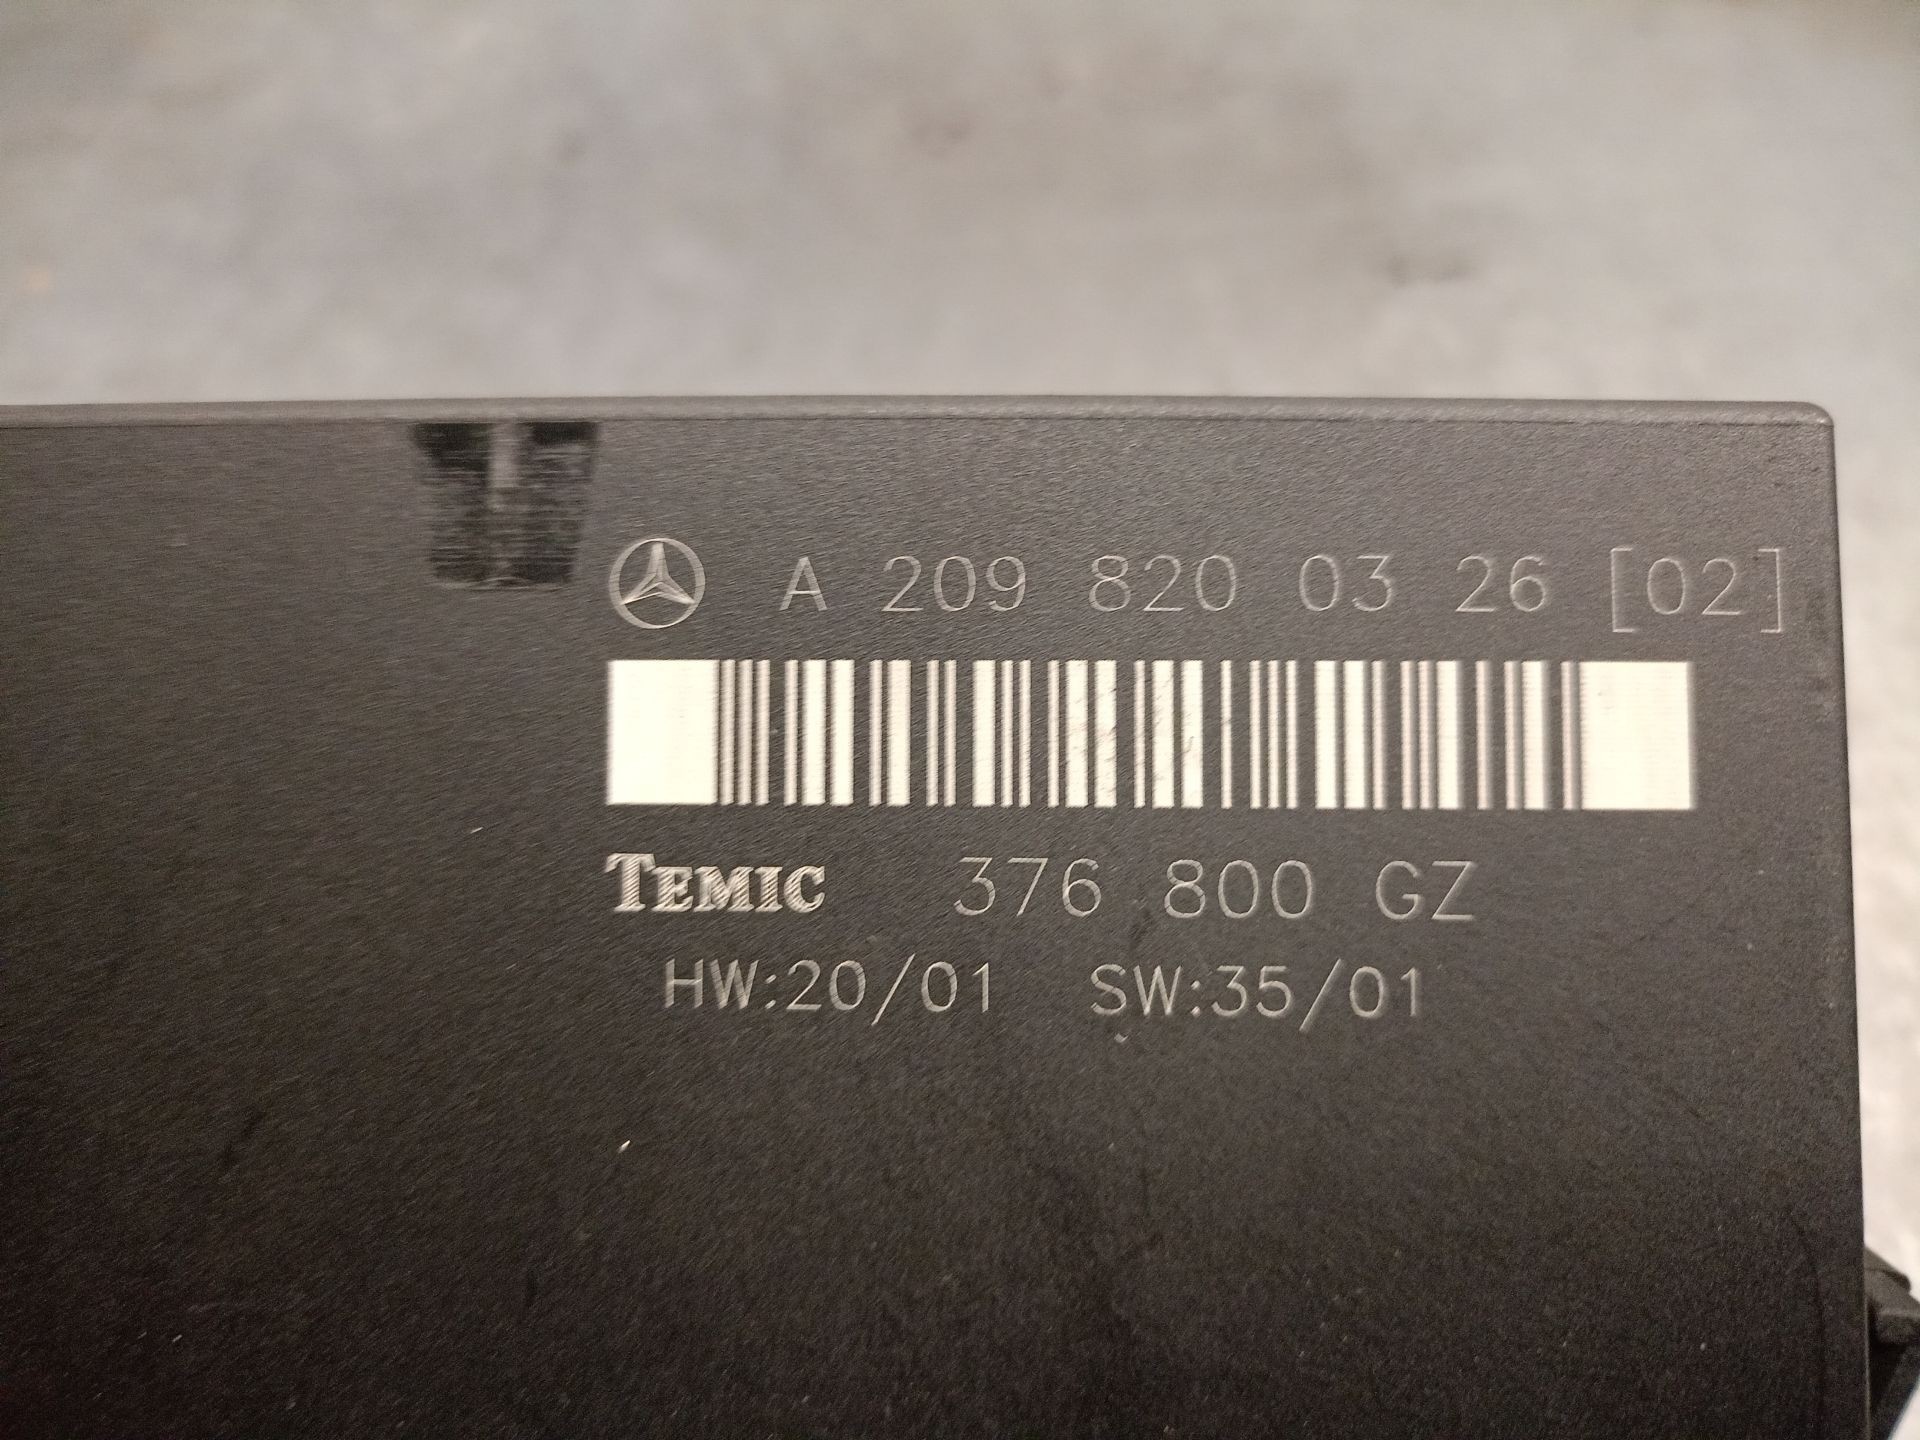 A 209 820 03 26 [02]
TEMIC 376 800 GZ
HW:20/01 SW:35/01